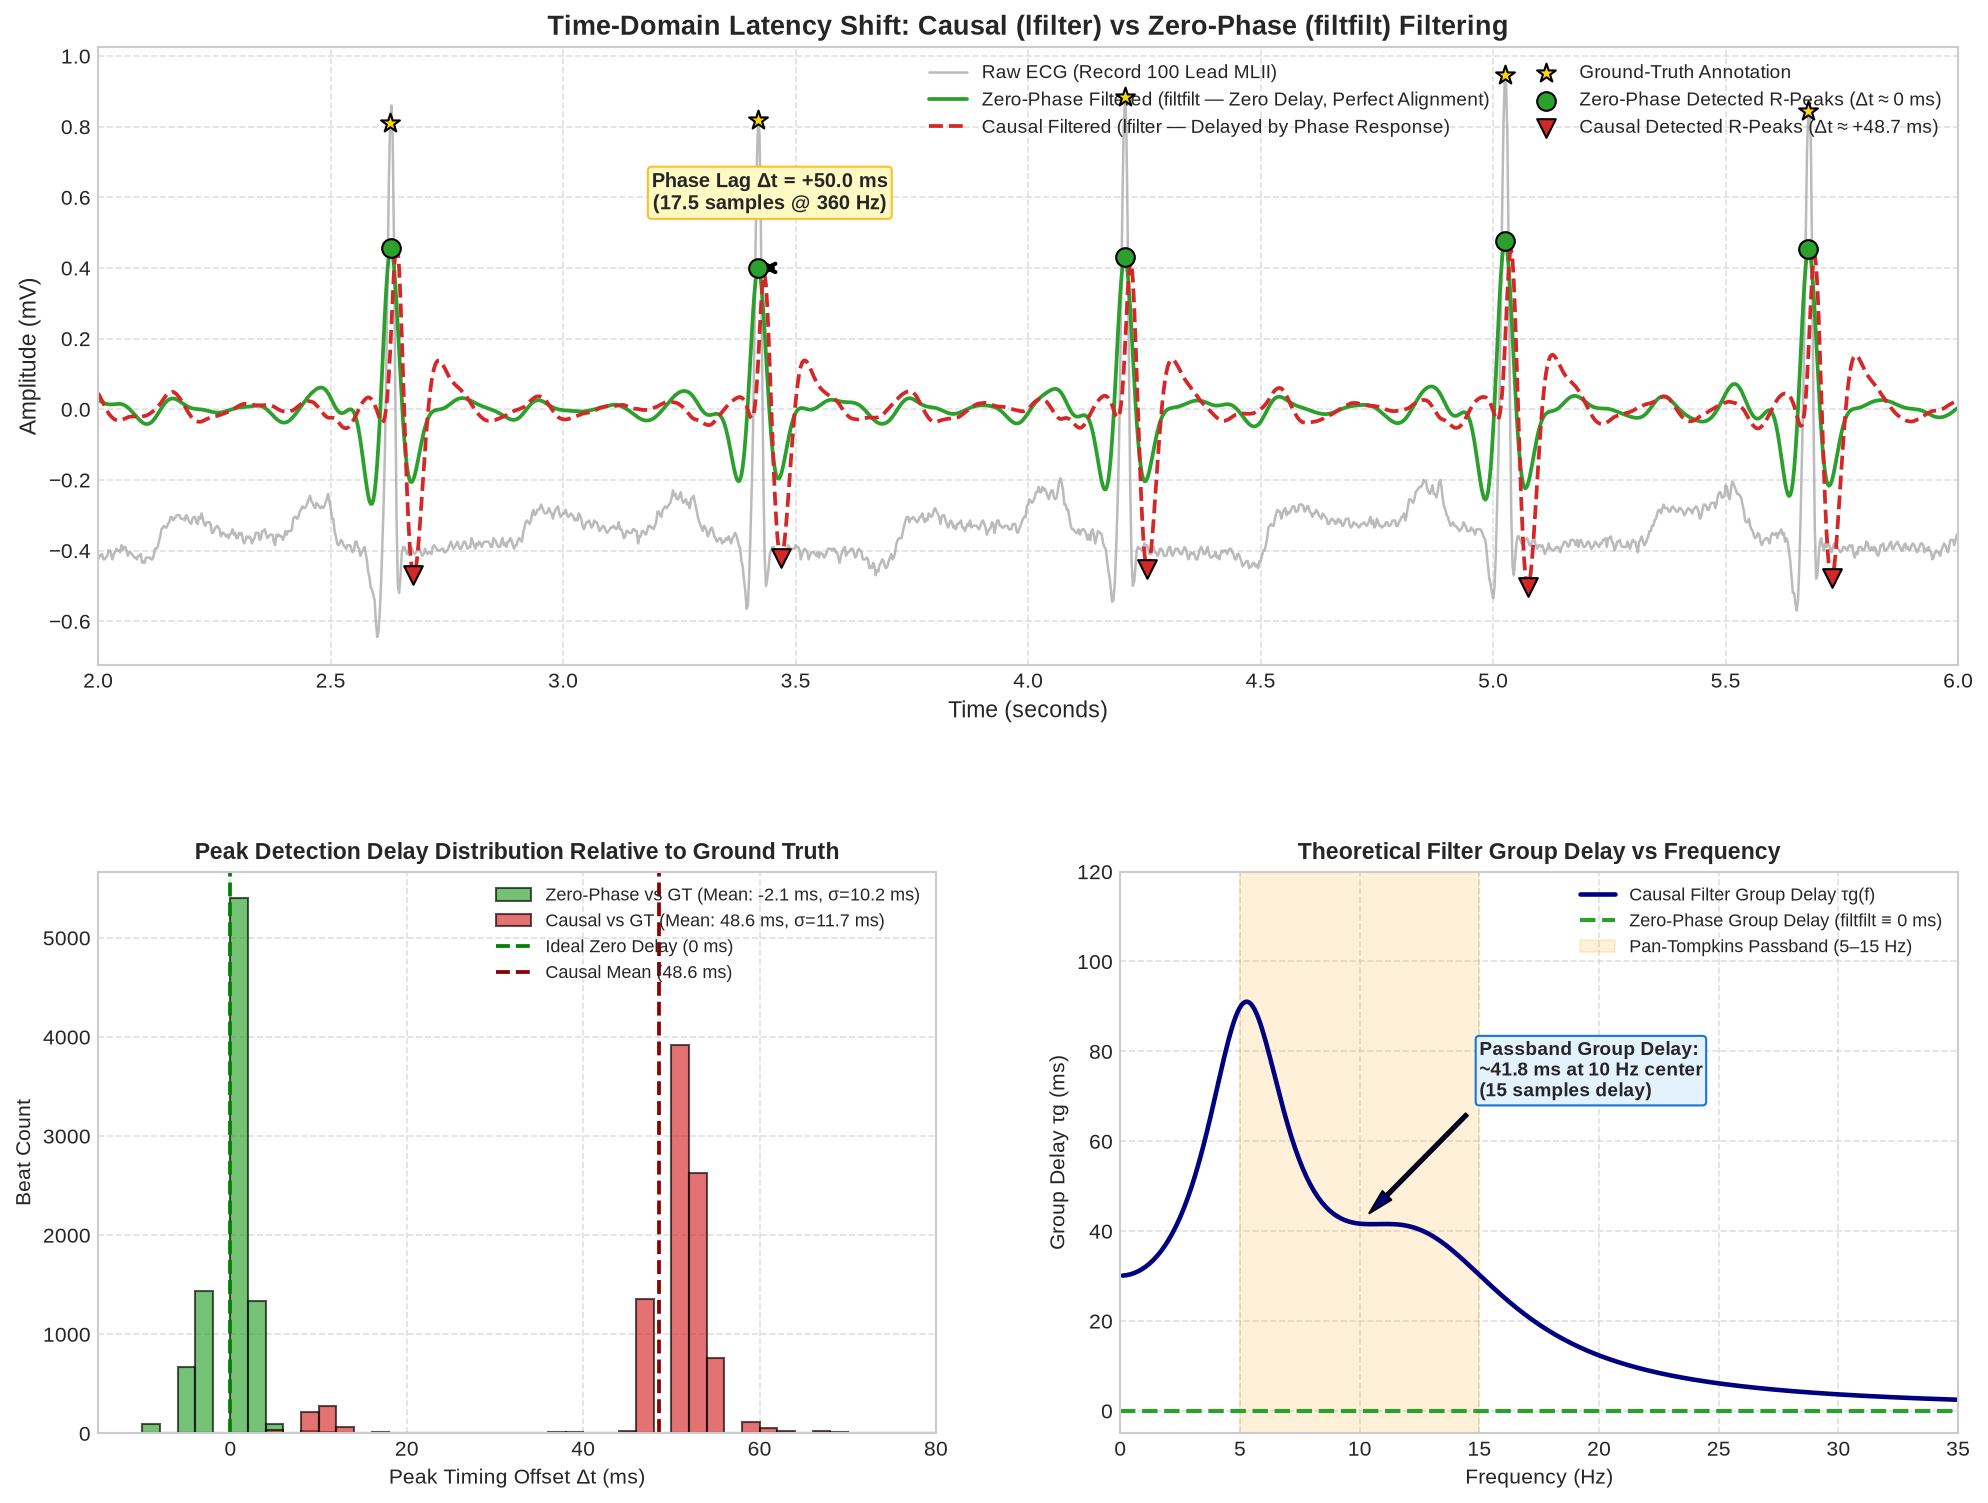 Time-Domain Latency Shift: Causal (lfilter) vs Zero-Phase (filtfilt) Filtering
Raw ECG (Record 100 Lead MLII)
Zero-Phase Filtered (filtfilt — Zero Delay, Perfect Alignment)
Causal Filtered (lfilter — Delayed by Phase Response)
Ground-Truth Annotation
Zero-Phase Detected R-Peaks (Δt ≈ 0 ms)
Causal Detected R-Peaks (Δt ≈ +48.7 ms)
Phase Lag Δt = +50.0 ms
(17.5 samples @ 360 Hz)
Amplitude (mV)
1.0
0.8
0.6
0.4
0.2
0.0
−0.2
−0.4
−0.6
2.0 2.5 3.0 3.5 4.0 4.5 5.0 5.5 6.0
Time (seconds)
Peak Detection Delay Distribution Relative to Ground Truth
Zero-Phase vs GT (Mean: -2.1 ms, σ=10.2 ms)
Causal vs GT (Mean: 48.6 ms, σ=11.7 ms)
Ideal Zero Delay (0 ms)
Causal Mean (48.6 ms)
Beat Count
5000
4000
3000
2000
1000
0
0 20 40 60 80
Peak Timing Offset Δt (ms)
Theoretical Filter Group Delay vs Frequency
Causal Filter Group Delay τg(f)
Zero-Phase Group Delay (filtfilt ≡ 0 ms)
Pan-Tompkins Passband (5–15 Hz)
Passband Group Delay:
~41.8 ms at 10 Hz center
(15 samples delay)
Group Delay τg (ms)
120
100
80
60
40
20
0
0 5 10 15 20 25 30 35
Frequency (Hz)